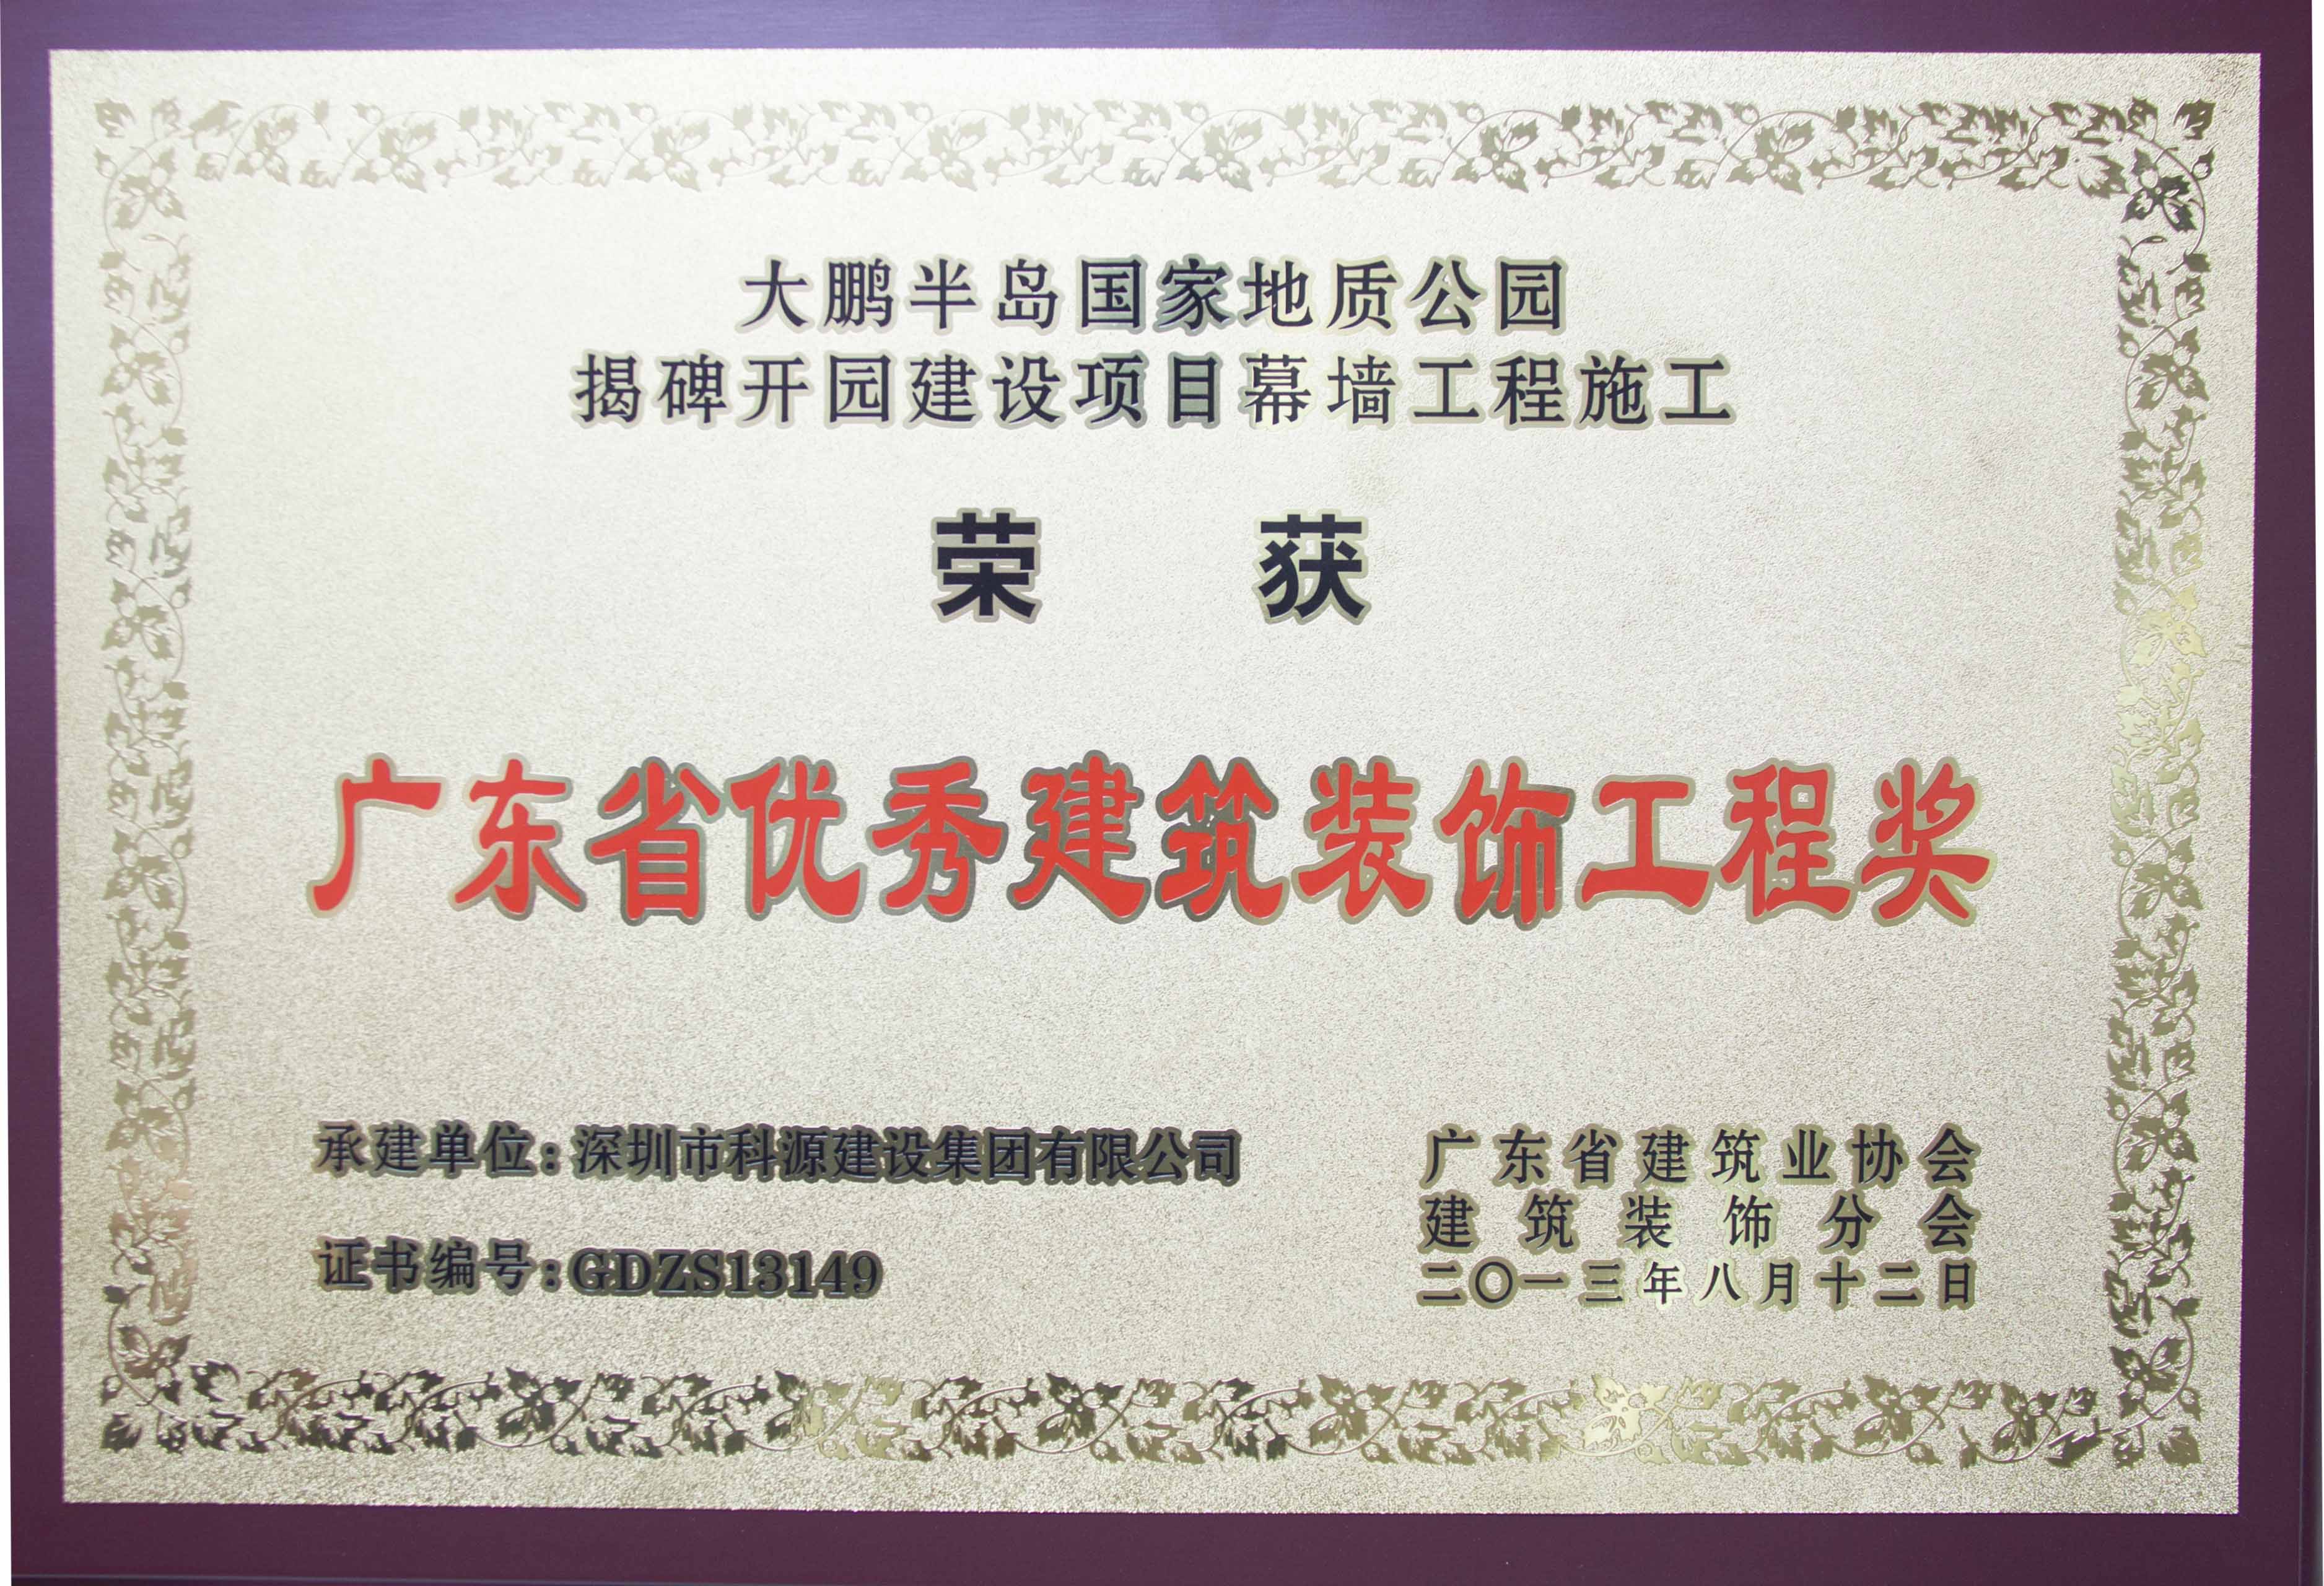 大鹏半岛国家地质公园
揭碑开园建设项目幕墙工程施工
荣 获
广东省优秀建筑装饰工程奖
承建单位:深圳市科源建设集团有限公司
证书编号:GDZS13149
广东省建筑业协会
建筑装饰分会
二〇一三年八月十二日